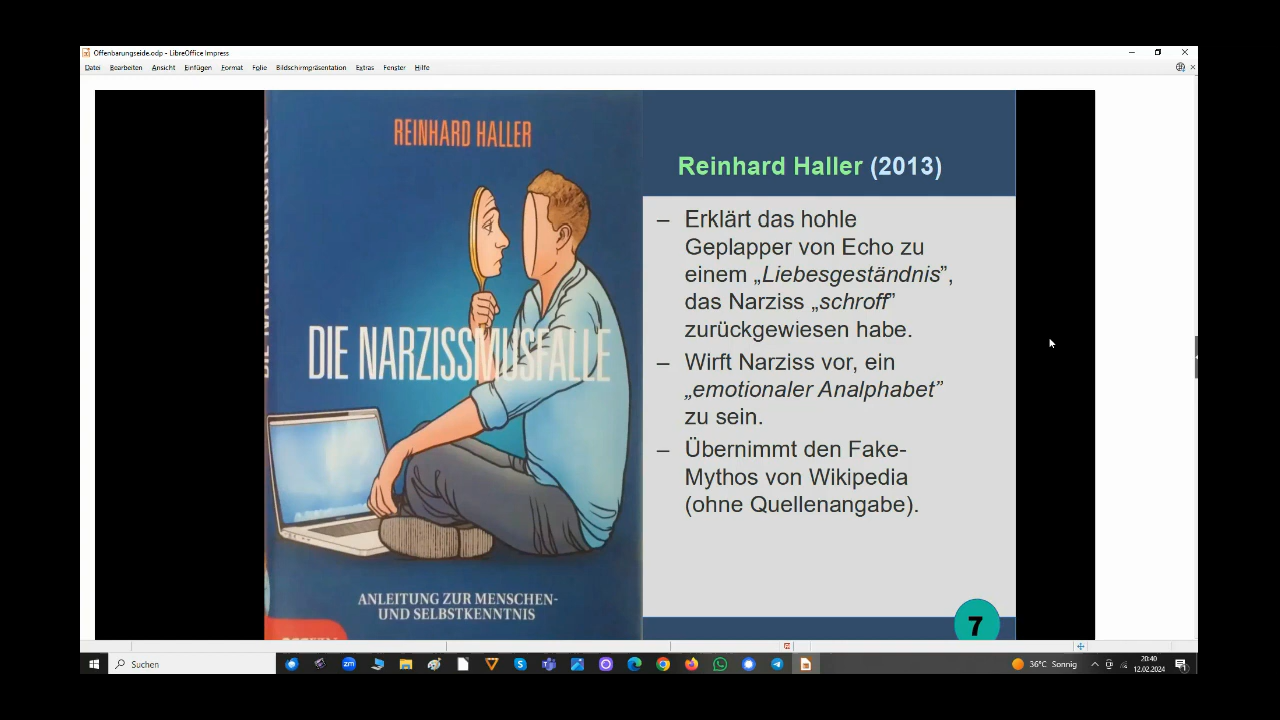 Offenbarungseide.odp - LibreOffice Impress
Datei Bearbeiten Ansicht Einfügen Format Folie Bildschirmpräsentation Extras Fenster Hilfe
REINHARD HALLER
DIE NARZISSMUSFALLE
ANLEITUNG ZUR MENSCHEN-
UND SELBSTKENNTNIS
Reinhard Haller (2013)
– Erklärt das hohle
Geplapper von Echo zu
einem „Liebesgeständnis”,
das Narziss „schroff”
zurückgewiesen habe.
– Wirft Narziss vor, ein
„emotionaler Analphabet”
zu sein.
– Übernimmt den Fake-
Mythos von Wikipedia
(ohne Quellenangabe).
7
Suchen
zm
36°C Sonnig
20:40
12.02.2024